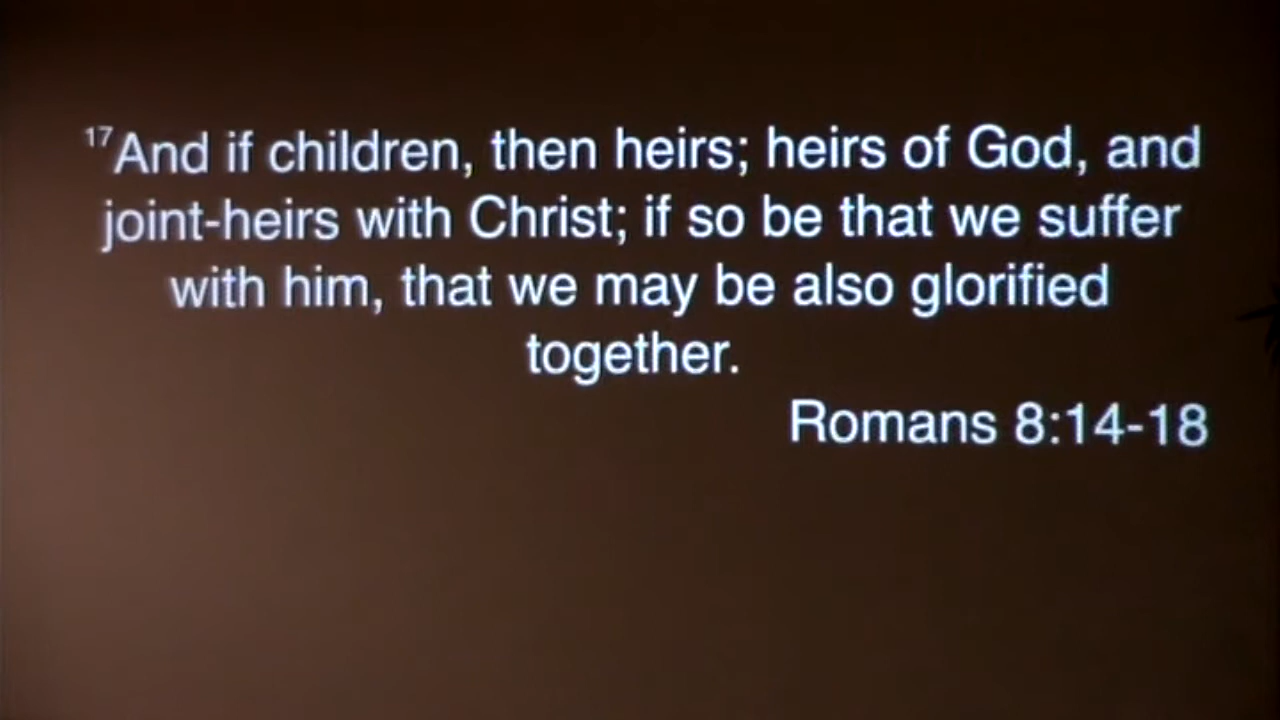 ¹⁷And if children, then heirs; heirs of God, and
joint-heirs with Christ; if so be that we suffer
with him, that we may be also glorified
together.
Romans 8:14-18